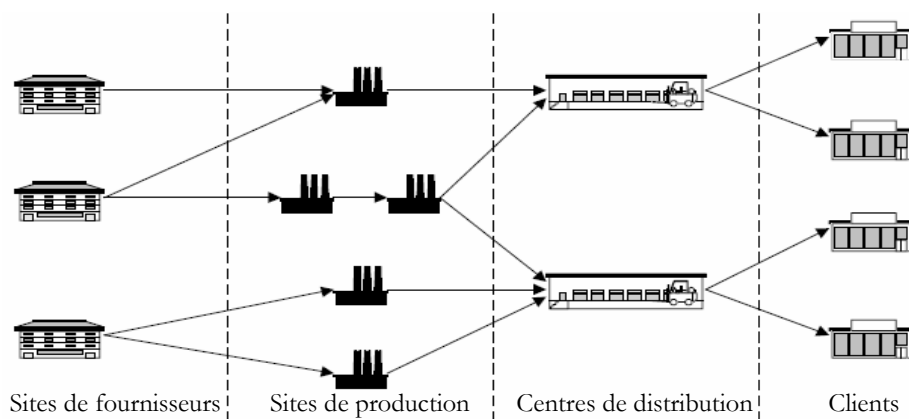 Sites de fournisseurs
Sites de production
Centres de distribution
Clients